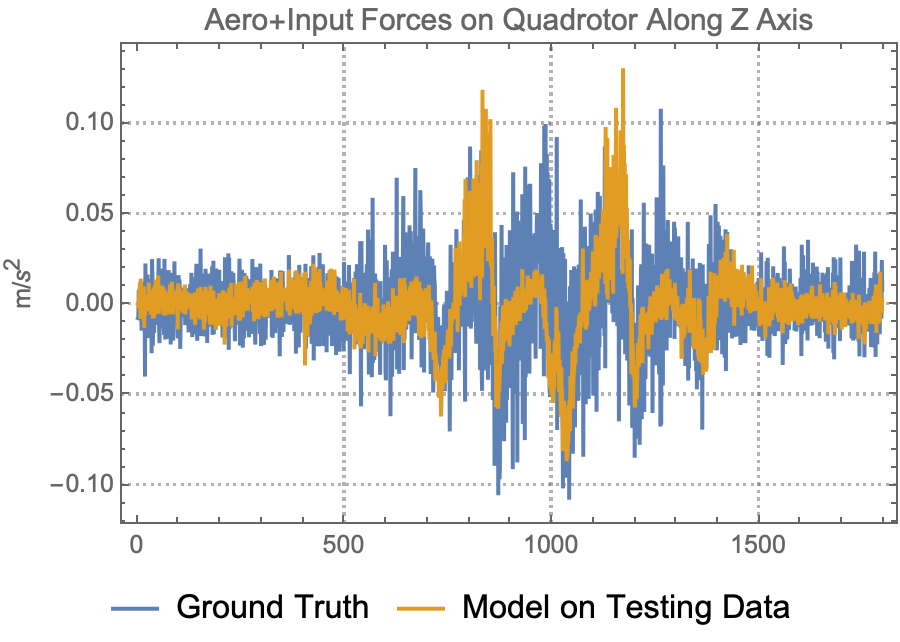 Aero+Input Forces on Quadrotor Along Z Axis
0.10
0.05
m/s²
0.00
−0.05
−0.10
0 500 1000 1500
Ground Truth Model on Testing Data